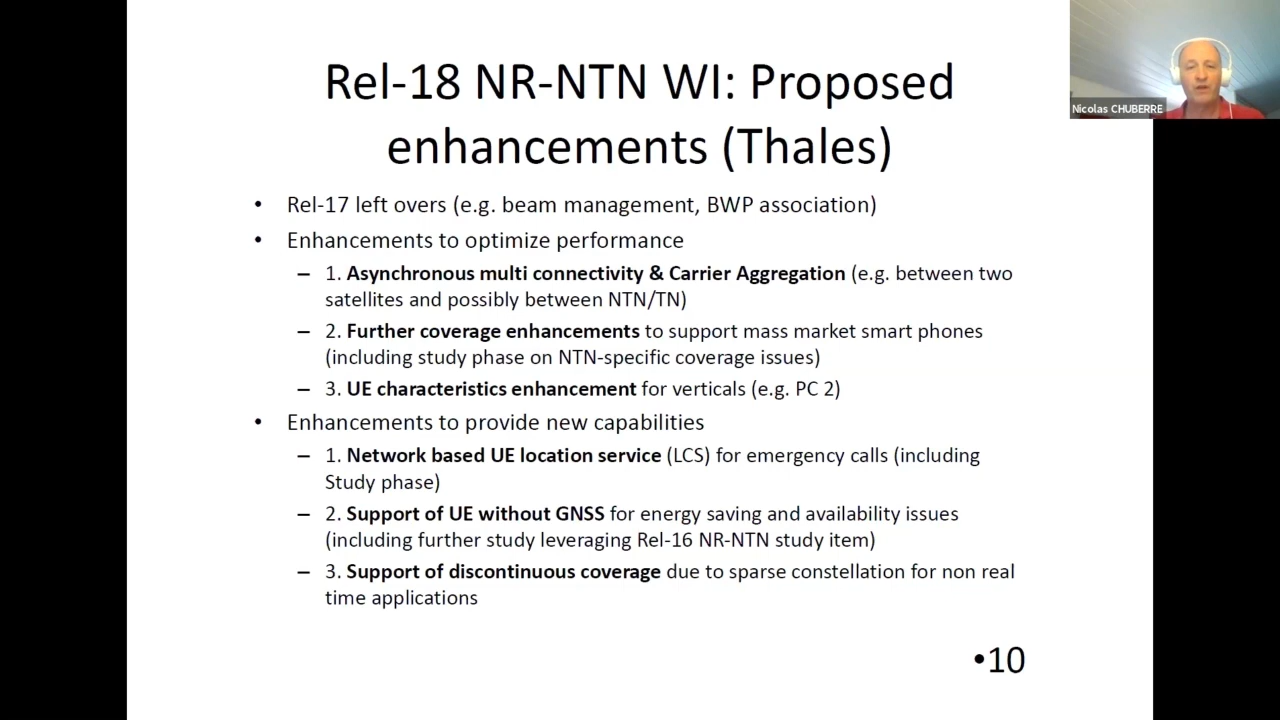 Rel-18 NR-NTN WI: Proposed
enhancements (Thales)
Nicolas CHUBERRE
• Rel-17 left overs (e.g. beam management, BWP association)
• Enhancements to optimize performance
– 1. Asynchronous multi connectivity & Carrier Aggregation (e.g. between two
satellites and possibly between NTN/TN)
– 2. Further coverage enhancements to support mass market smart phones
(including study phase on NTN-specific coverage issues)
– 3. UE characteristics enhancement for verticals (e.g. PC 2)
• Enhancements to provide new capabilities
– 1. Network based UE location service (LCS) for emergency calls (including
Study phase)
– 2. Support of UE without GNSS for energy saving and availability issues
(including further study leveraging Rel-16 NR-NTN study item)
– 3. Support of discontinuous coverage due to sparse constellation for non real
time applications
•10